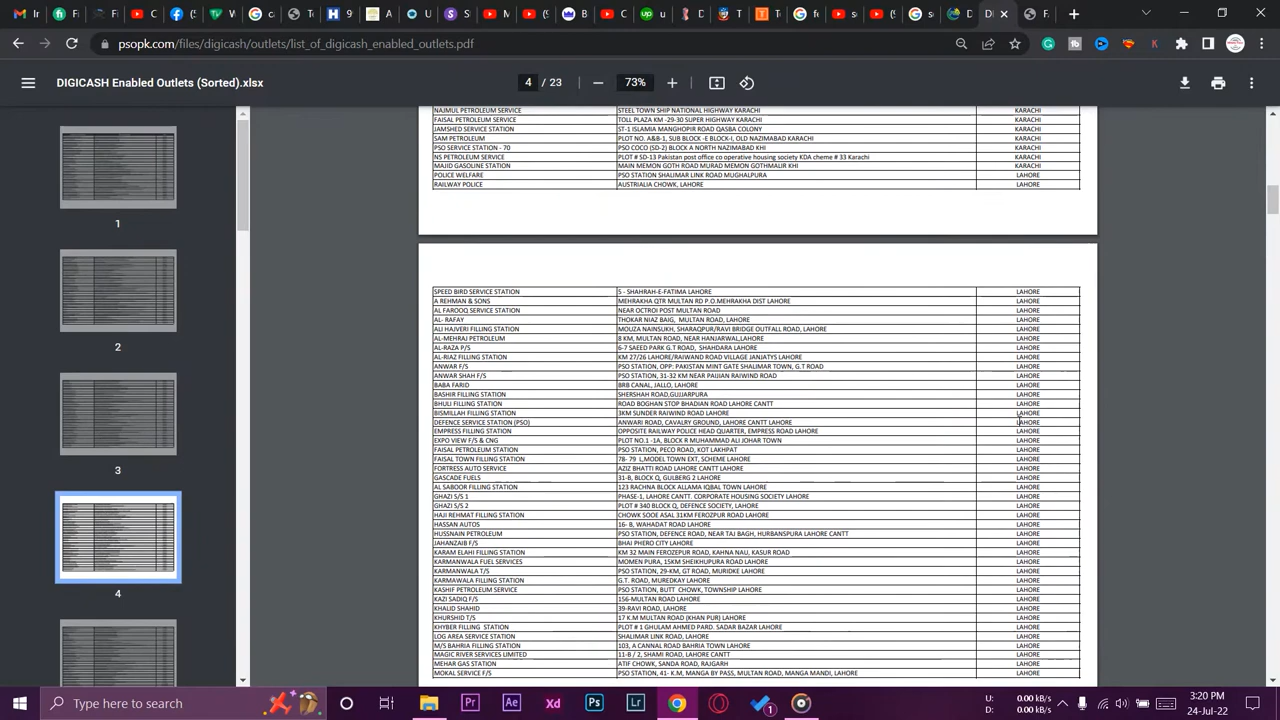 Fi
W
H 9
A
U
S
M
(
B
C
u
D
T
f
s
(
s
D
D
F
psopk.com/files/digicash/outlets/list_of_digicash_enabled_outlets.pdf
DIGICASH Enabled Outlets (Sorted).xlsx
4 / 23 73%
1
2
3
4
NAJMUL PETROLEUM SERVICE STEEL TOWN SHIP NATIONAL HIGHWAY KARACHI KARACHI
FAISAL PETROLEUM SERVICE TOLL PLAZA KM -29-30 SUPER HIGHWAY KARACHI KARACHI
JAMSHED SERVICE STATION ST-1 ISLAMIA MANGHOPIR ROAD QASBA COLONY KARACHI
SAM PETROLEUM PLOT NO. A&B-1, SUB BLOCK -E BLOCK-I, OLD NAZIMABAD KARACHI KARACHI
PSO SERVICE STATION - 70 PSO COCO (SD-2) BLOCK A NORTH NAZIMABAD KHI KARACHI
NS PETROLEUM SERVICE PLOT # SD-13 Pakistan post office co operative housing society KDA cheme # 33 Karachi KARACHI
MAJID GASOLINE STATION MAIN MEMON GOTH ROAD MURAD MEMON GOTHMALIR KHI KARACHI
POLICE WELFARE PSO STATION SHALIMAR LINK ROAD MUGHALPURA LAHORE
RAILWAY POLICE AUSTRIALIA CHOWK, LAHORE LAHORE
SPEED BIRD SERVICE STATION 5 - SHAHRAH-E-FATIMA LAHORE LAHORE
A REHMAN & SONS MEHRAKHA QTR MULTAN RD P.O.MEHRAKHA DIST LAHORE LAHORE
AL FAROOQ SERVICE STATION NEAR OCTROI POST MULTAN ROAD LAHORE
AL- RAFAY THOKAR NIAZ BAIG, MULTAN ROAD, LAHORE LAHORE
ALI HAJVERI FILLING STATION MOUZA NAINSUKH, SHARAQPUR/RAVI BRIDGE OUTFALL ROAD, LAHORE LAHORE
AL-MEHRAJ PETROLEUM 8 KM, MULTAN ROAD, NEAR HANJARWAL,LAHORE LAHORE
AL-RAZA P/S 6-7 SAEED PARK G.T ROAD, SHAHDARA LAHORE LAHORE
AL-RIAZ FILLING STATION KM 27/26 LAHORE/RAIWAND ROAD VILLAGE JANJATYS LAHORE LAHORE
ANWAR F/S PSO STATION, OPP: PAKISTAN MINT GATE SHALIMAR TOWN, G.T ROAD LAHORE
ANWAR SHAH F/S PSO STATION, 31-32 KM NEAR PAIJIAN RAIWIND ROAD LAHORE
BABA FARID BRB CANAL, JALLO, LAHORE LAHORE
BASHIR FILLING STATION SHERSHAH ROAD,GUJJARPURA LAHORE
BHULI FILLING STATION ROAD BOGHAN STOP BHADIAN ROAD LAHORE CANTT LAHORE
BISMILLAH FILLING STATION 3KM SUNDER RAIWIND ROAD LAHORE LAHORE
DEFENCE SERVICE STATION (PSO) ANWARI ROAD, CAVALRY GROUND, LAHORE CANTT LAHORE LAHORE
EMPRESS FILLING STATION OPPOSITE RAILWAY POLICE HEAD QUARTER, EMPRESS ROAD LAHORE LAHORE
EXPO VIEW F/S & CNG PLOT NO.1 -1A, BLOCK R MUHAMMAD ALI JOHAR TOWN LAHORE
FAISAL PETROLEUM STATION PSO STATION, PECO ROAD, KOT LAKHPAT LAHORE
FAISAL TOWN FILLING STATION 78- 79 L,MODEL TOWN EXT, SCHEME LAHORE LAHORE
FORTRESS AUTO SERVICE AZIZ BHATTI ROAD LAHORE CANTT LAHORE LAHORE
GASCADE FUELS 31-B, BLOCK Q, GULBERG 2 LAHORE LAHORE
AL SABOOR FILLING STATION 123 RACHNA BLOCK ALLAMA IQBAL TOWN LAHORE LAHORE
GHAZI S/S 1 PHASE-1, LAHORE CANTT. CORPORATE HOUSING SOCIETY LAHORE LAHORE
GHAZI S/S 2 PLOT # 340 BLOCK Q, DEFENCE SOCIETY, LAHORE LAHORE
HAJI REHMAT FILLING STATION CHOWK SOOE ASAL 31KM FEROZPUR ROAD LAHORE LAHORE
HASSAN AUTOS 16- B, WAHADAT ROAD LAHORE LAHORE
HUSSNAIN PETROLEUM PSO STATION, DEFENCE ROAD, NEAR TAJ BAGH, HURBANSPURA LAHORE CANTT LAHORE
JAHANZAIB F/S BHAI PHERO CITY LAHORE LAHORE
KARAM ELAHI FILLING STATION KM 32 MAIN FEROZEPUR ROAD, KAHNA NAU, KASUR ROAD LAHORE
KARMANWALA FUEL SERVICES MOMEN PURA, 15KM SHEIKHUPURA ROAD LAHORE LAHORE
KARMANWALA T/S PSO STATION, 29-KM, GT ROAD, MURIDKE LAHORE LAHORE
KARMAWALA FILLING STATION G.T. ROAD, MUREDKAY LAHORE LAHORE
KASHIF PETROLEUM SERVICE PSO STATION, BUTT CHOWK, TOWNSHIP LAHORE LAHORE
KAZI SADIQ F/S 156-MULTAN ROAD LAHORE LAHORE
KHALID SHAHID 39-RAVI ROAD, LAHORE LAHORE
KHURSHID T/S 17 K.M MULTAN ROAD (KHAN PUR) LAHORE LAHORE
KHYBER FILLING STATION PLOT # 1 GHULAM AHMED PARD. SADAR BAZAR LAHORE LAHORE
LOG AREA SERVICE STATION SHALIMAR LINK ROAD, LAHORE LAHORE
M/S BAHRIA FILLING STATION 103, A CANNAL ROAD BAHRIA TOWN LAHORE LAHORE
MAGIC RIVER SERVICES LIMITED 11-B / 2, SHAMI ROAD, LAHORE CANTT LAHORE
MEHAR GAS STATION ATIF CHOWK, SANDA ROAD, RAJGARH LAHORE
MOKAL SERVICE F/S PSO STATION, 41- K.M, MANGA BY PASS, MULTAN ROAD, MANGA MANDI, LAHORE LAHORE
Type here to search
Pr Ae Xd Ps Lr 1
U: 0.00 kB/s
D: 0.00 kB/s
3:20 PM
24-Jul-22